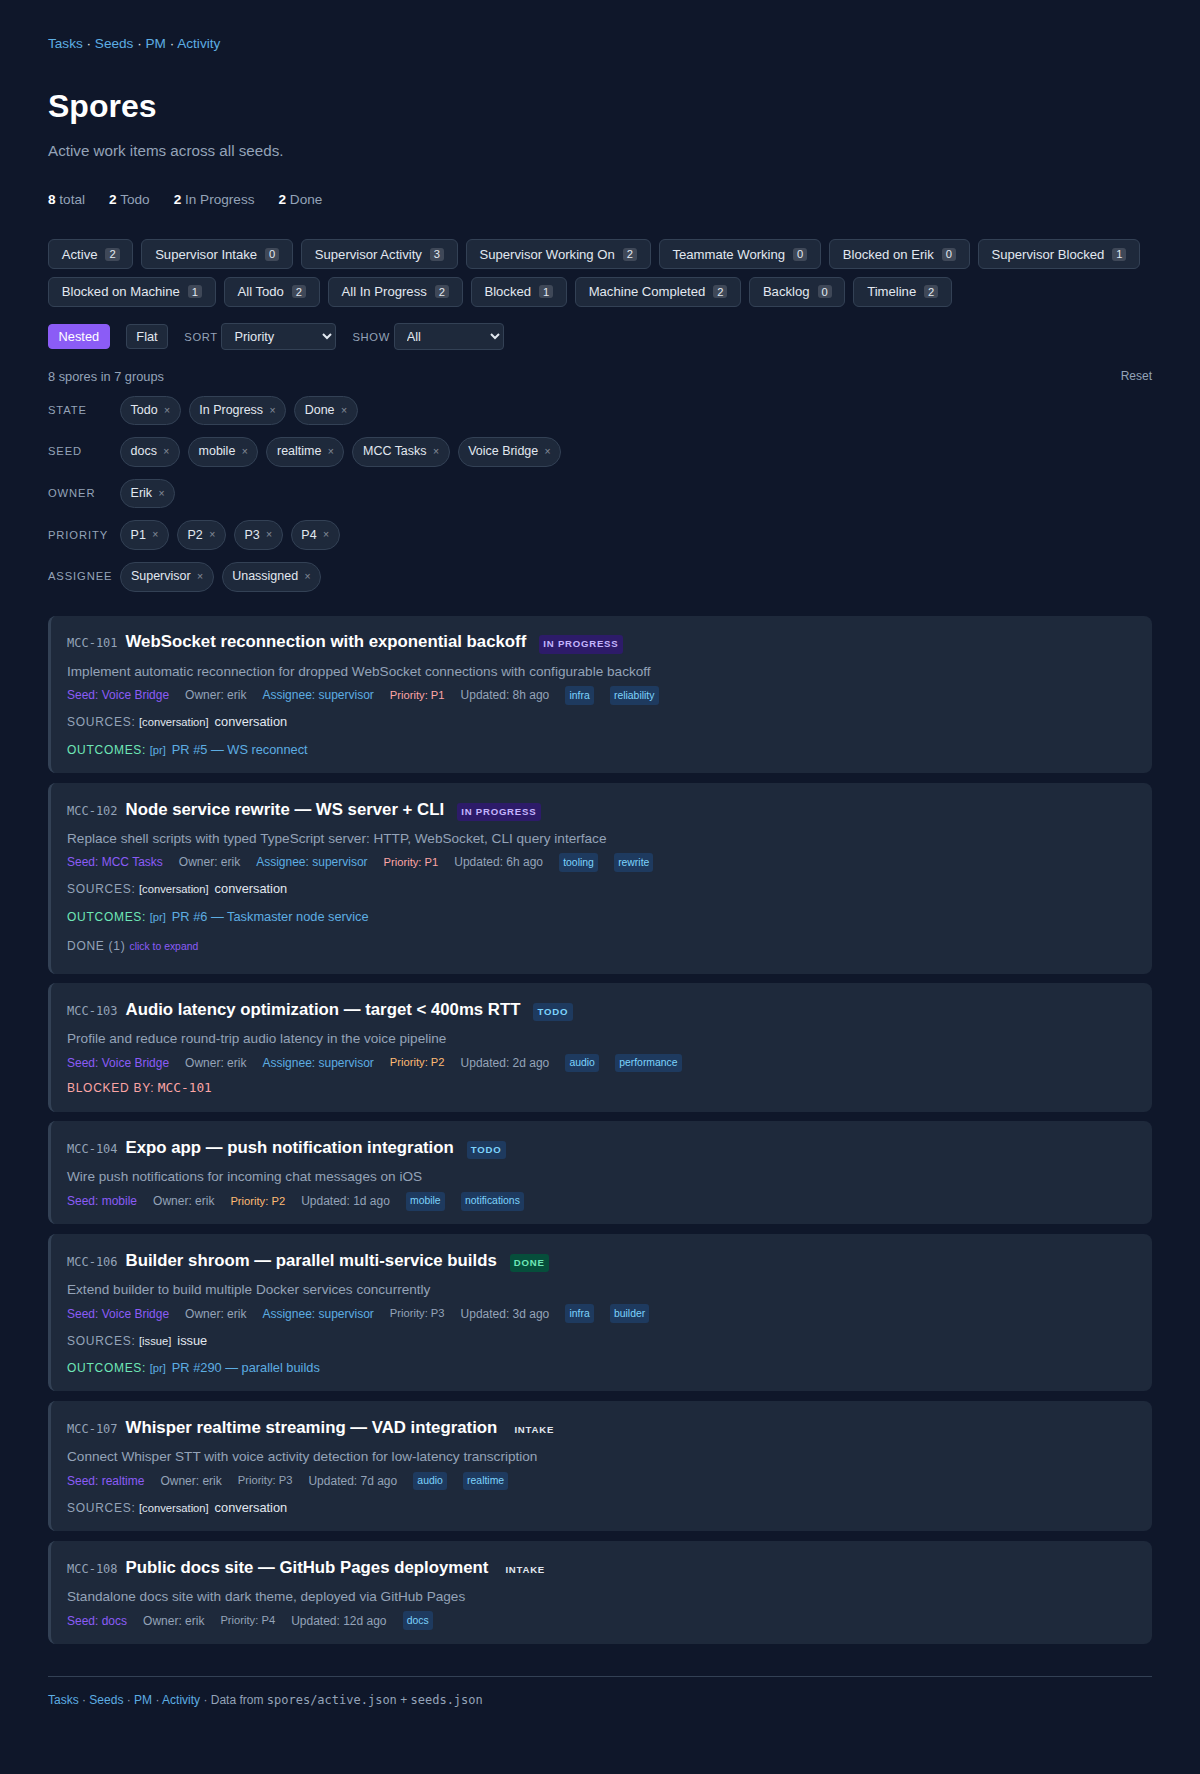 Tasks · Seeds · PM · Activity
Spores
Active work items across all seeds.
8 total 2 Todo 2 In Progress 2 Done
Active 2 Supervisor Intake 0 Supervisor Activity 3 Supervisor Working On 2 Teammate Working 0 Blocked on Erik 0 Supervisor Blocked 1
Blocked on Machine 1 All Todo 2 All In Progress 2 Blocked 1 Machine Completed 2 Backlog 0 Timeline 2
Nested Flat SORT Priority SHOW All
8 spores in 7 groups Reset
STATE Todo × In Progress × Done ×
SEED docs × mobile × realtime × MCC Tasks × Voice Bridge ×
OWNER Erik ×
PRIORITY P1 × P2 × P3 × P4 ×
ASSIGNEE Supervisor × Unassigned ×
MCC-101 WebSocket reconnection with exponential backoff IN PROGRESS
Implement automatic reconnection for dropped WebSocket connections with configurable backoff
Seed: Voice Bridge Owner: erik Assignee: supervisor Priority: P1 Updated: 8h ago infra reliability
SOURCES: [conversation] conversation
OUTCOMES: [pr] PR #5 — WS reconnect
MCC-102 Node service rewrite — WS server + CLI IN PROGRESS
Replace shell scripts with typed TypeScript server: HTTP, WebSocket, CLI query interface
Seed: MCC Tasks Owner: erik Assignee: supervisor Priority: P1 Updated: 6h ago tooling rewrite
SOURCES: [conversation] conversation
OUTCOMES: [pr] PR #6 — Taskmaster node service
DONE (1) click to expand
MCC-103 Audio latency optimization — target < 400ms RTT TODO
Profile and reduce round-trip audio latency in the voice pipeline
Seed: Voice Bridge Owner: erik Assignee: supervisor Priority: P2 Updated: 2d ago audio performance
BLOCKED BY: MCC-101
MCC-104 Expo app — push notification integration TODO
Wire push notifications for incoming chat messages on iOS
Seed: mobile Owner: erik Priority: P2 Updated: 1d ago mobile notifications
MCC-106 Builder shroom — parallel multi-service builds DONE
Extend builder to build multiple Docker services concurrently
Seed: Voice Bridge Owner: erik Assignee: supervisor Priority: P3 Updated: 3d ago infra builder
SOURCES: [issue] issue
OUTCOMES: [pr] PR #290 — parallel builds
MCC-107 Whisper realtime streaming — VAD integration INTAKE
Connect Whisper STT with voice activity detection for low-latency transcription
Seed: realtime Owner: erik Priority: P3 Updated: 7d ago audio realtime
SOURCES: [conversation] conversation
MCC-108 Public docs site — GitHub Pages deployment INTAKE
Standalone docs site with dark theme, deployed via GitHub Pages
Seed: docs Owner: erik Priority: P4 Updated: 12d ago docs
Tasks · Seeds · PM · Activity · Data from spores/active.json + seeds.json